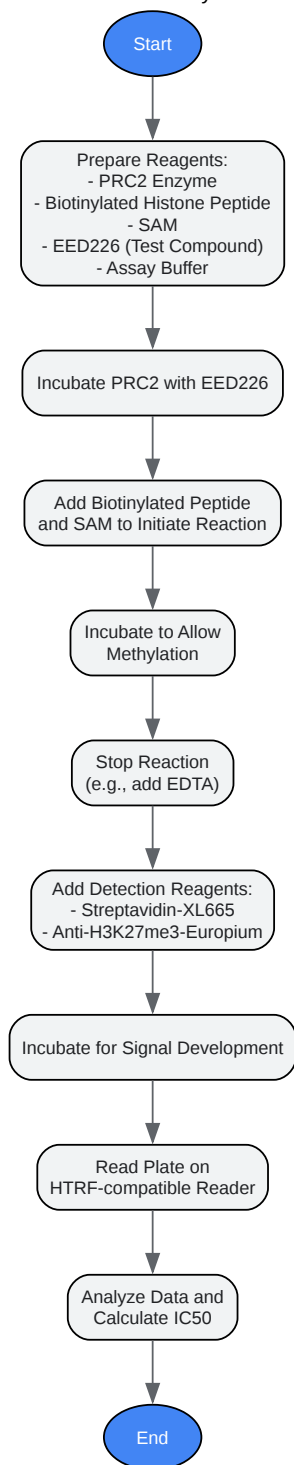 Start
Prepare Reagents:
- PRC2 Enzyme
- Biotinylated Histone Peptide
- SAM
- EED226 (Test Compound)
- Assay Buffer
Incubate PRC2 with EED226
Add Biotinylated Peptide
and SAM to Initiate Reaction
Incubate to Allow
Methylation
Stop Reaction
(e.g., add EDTA)
Add Detection Reagents:
- Streptavidin-XL665
- Anti-H3K27me3-Europium
Incubate for Signal Development
Read Plate on
HTRF-compatible Reader
Analyze Data and
Calculate IC50
End